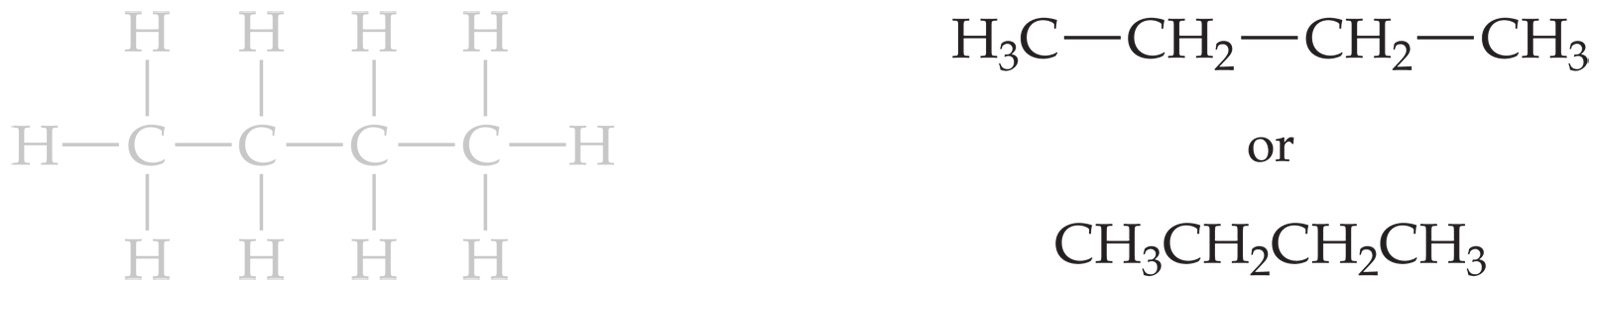 H H H H
H—C—C—C—C—H
H H H H
H₃C—CH₂—CH₂—CH₃
or
CH₃CH₂CH₂CH₃